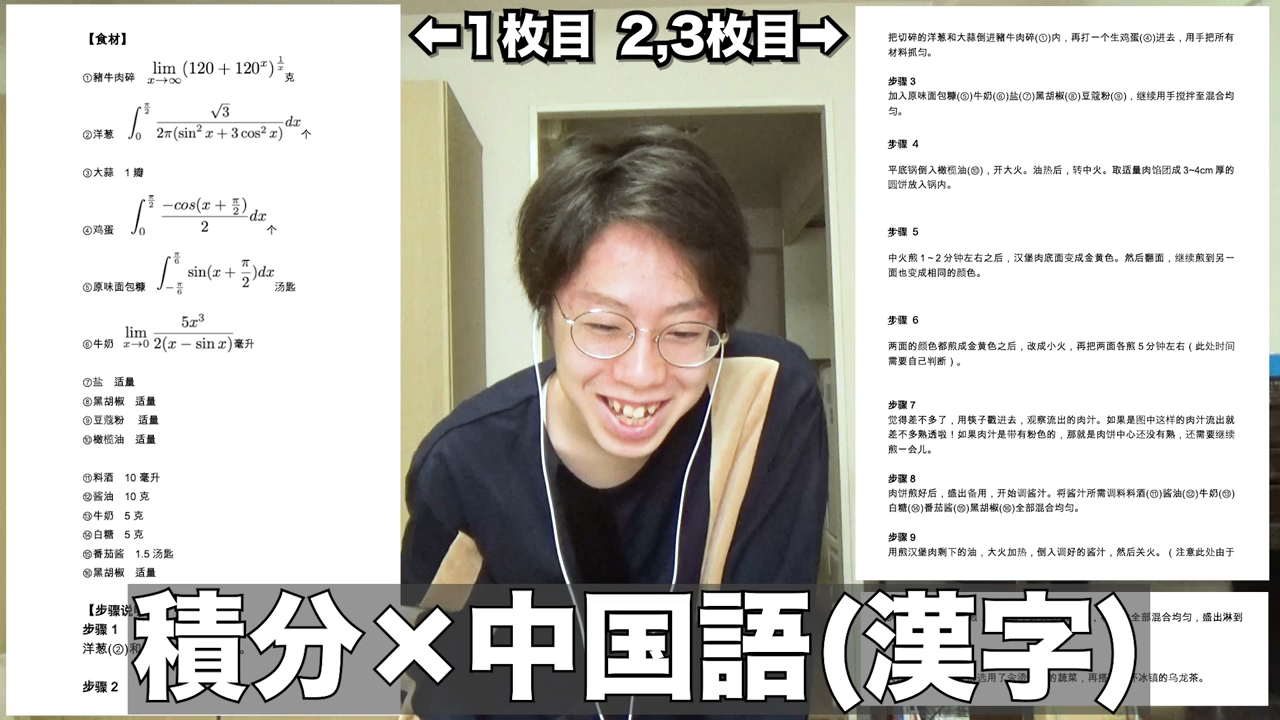 ←1枚目 2,3枚目→
【食材】
①豬牛肉碎 lim x→∞ (120 + 120^x)^{1/x} 克
②洋葱 ∫_0^{π/2} √3 / 2π(sin² x + 3 cos² x) dx 个
③大蒜 1 瓣
④鸡蛋 ∫_0^{π/2} -cos(x + π/2) / 2 dx 个
⑤原味面包糠 ∫_{-π/6}^{π/6} sin(x + π/2)dx 汤匙
⑥牛奶 lim x→0 5x³ / 2(x − sin x) 毫升
⑦盐 适量
⑧黑胡椒 适量
⑨豆蔻粉 适量
⑩橄榄油 适量
⑪料酒 10 毫升
⑫酱油 10 克
⑬牛奶 5 克
⑭白糖 5 克
⑮番茄酱 1.5 汤匙
⑯黑胡椒 适量
【步骤说
步骤 1
洋葱(②)和
步骤 2
把切碎的洋葱和大蒜倒进豬牛肉碎(①)内，再打一个生鸡蛋(④)进去，用手把所有
材料抓匀。
步骤 3
加入原味面包糠(⑤)牛奶(⑥)盐(⑦)黑胡椒(⑧)豆蔻粉(⑨)，继续用手搅拌至混合均
匀。
步骤 4
平底锅倒入橄榄油(⑩)，开大火。油热后，转中火。取适量肉馅团成 3~4cm 厚的
圆饼放入锅内。
步骤 5
中火煎 1~2 分钟左右之后，汉堡肉底面变成金黄色。然后翻面，继续煎到另一
面也变成相同的颜色。
步骤 6
两面的颜色都煎成金黄色之后，改成小火，再把两面各煎 5 分钟左右（此处时间
需要自己判断）。
步骤 7
觉得差不多了，用筷子戳进去，观察流出的肉汁。如果是图中这样的肉汁流出就
差不多熟透啦！如果肉汁是带有粉色的，那就是肉饼中心还没有熟，还需要继续
煎一会儿。
步骤 8
肉饼煎好后，盛出备用，开始调酱汁。将酱汁所需调料料酒(⑪)酱油(⑫)牛奶(⑬)
白糖(⑭)番茄酱(⑮)黑胡椒(⑯)全部混合均匀。
步骤 9
用煎汉堡肉剩下的油，大火加热，倒入调好的酱汁，然后关火。（注意此处由于
全部混合均匀，盛出淋到
的蔬菜，再搭
冰镇的乌龙茶。
積分×中国語(漢字)